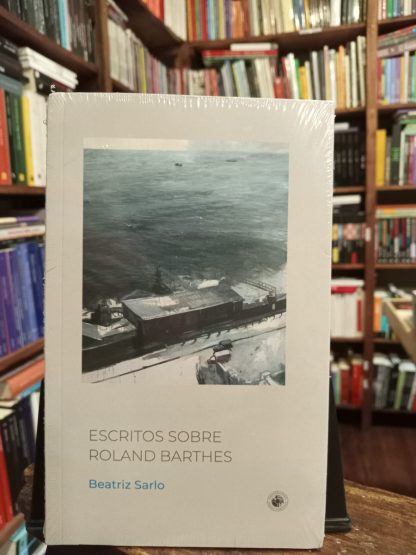 ESCRITOS SOBRE
ROLAND BARTHES
Beatriz Sarlo